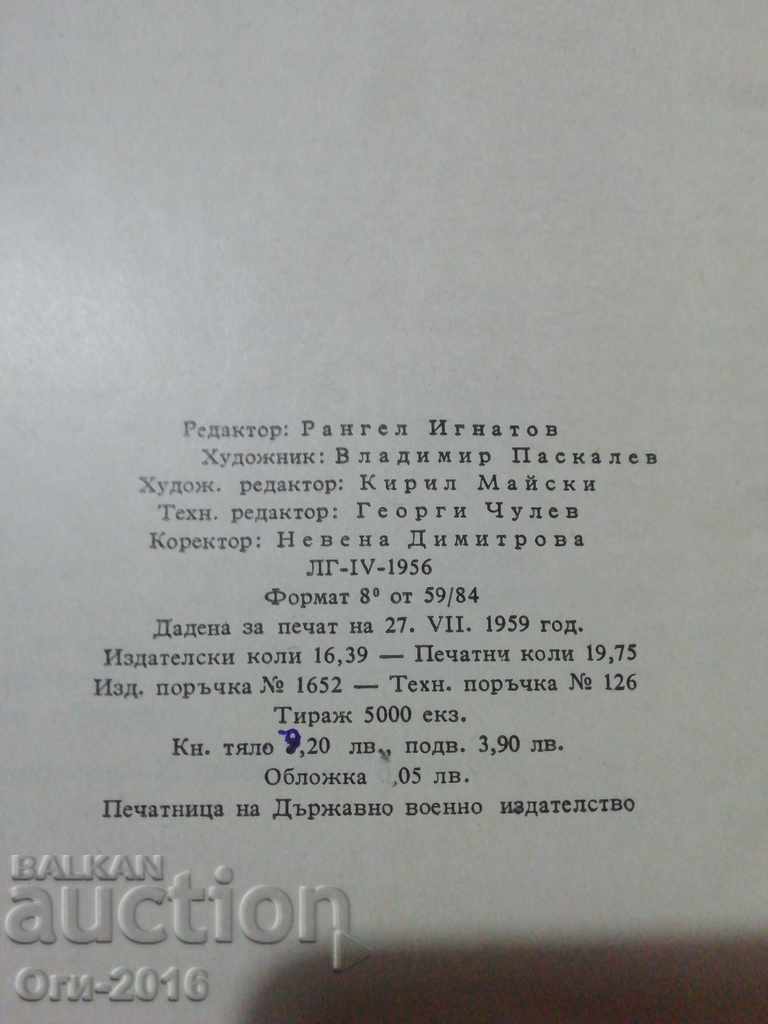 Редактор: Рангел Игнатов
Художник: Владимир Паскалев
Худож. редактор: Кирил Майски
Техн. редактор: Георги Чулев
Коректор: Невена Димитрова
ЛГ-IV-1956
Формат 8⁰ от 59/84
Дадена за печат на 27. VII. 1959 год.
Издателски коли 16,39 — Печатни коли 19,75
Изд. поръчка № 1652 — Техн. поръчка № 126
Тираж 5000 екз.
Кн. тяло 9,20 лв., подв. 3,90 лв.
Обложка ,05 лв.
Печатница на Държавно военно издателство
BALKAN
auction
Оги-2016